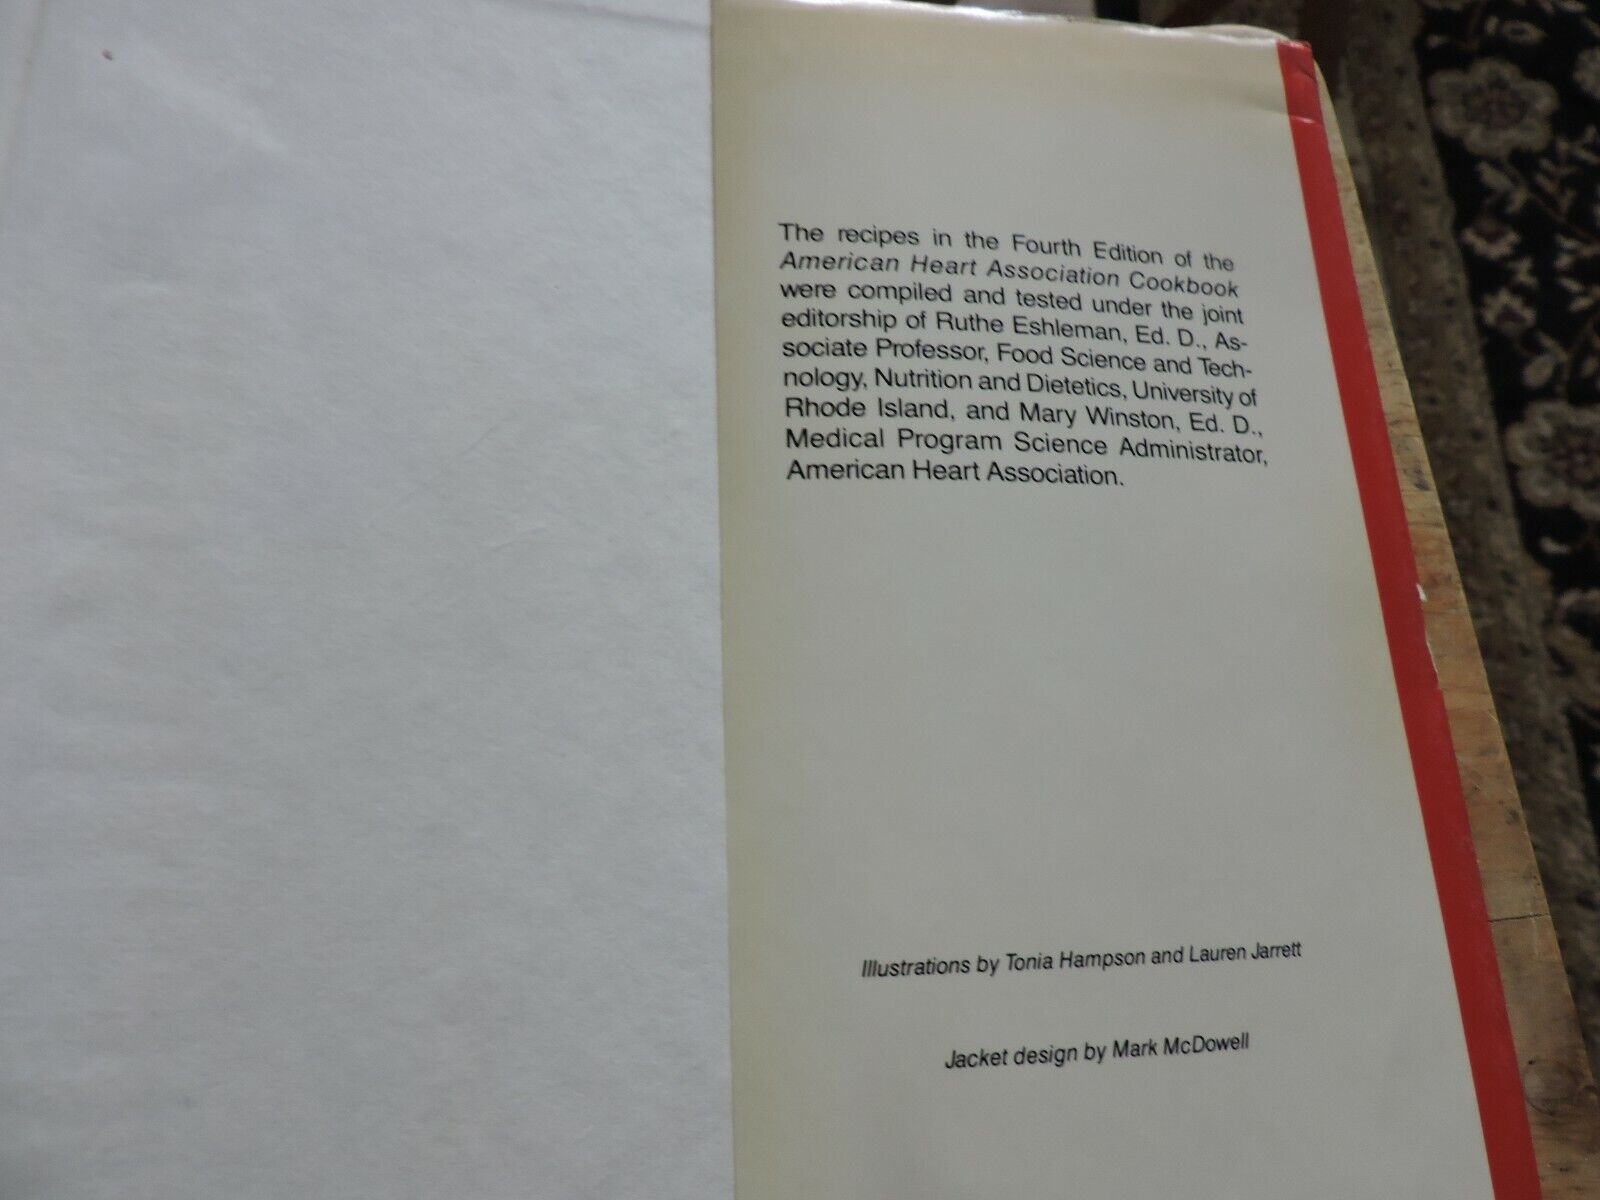 The recipes in the Fourth Edition of the
American Heart Association Cookbook
were compiled and tested under the joint
editorship of Ruthe Eshleman, Ed. D., As-
sociate Professor, Food Science and Tech-
nology, Nutrition and Dietetics, University of
Rhode Island, and Mary Winston, Ed. D.,
Medical Program Science Administrator,
American Heart Association.
Illustrations by Tonia Hampson and Lauren Jarrett
Jacket design by Mark McDowell